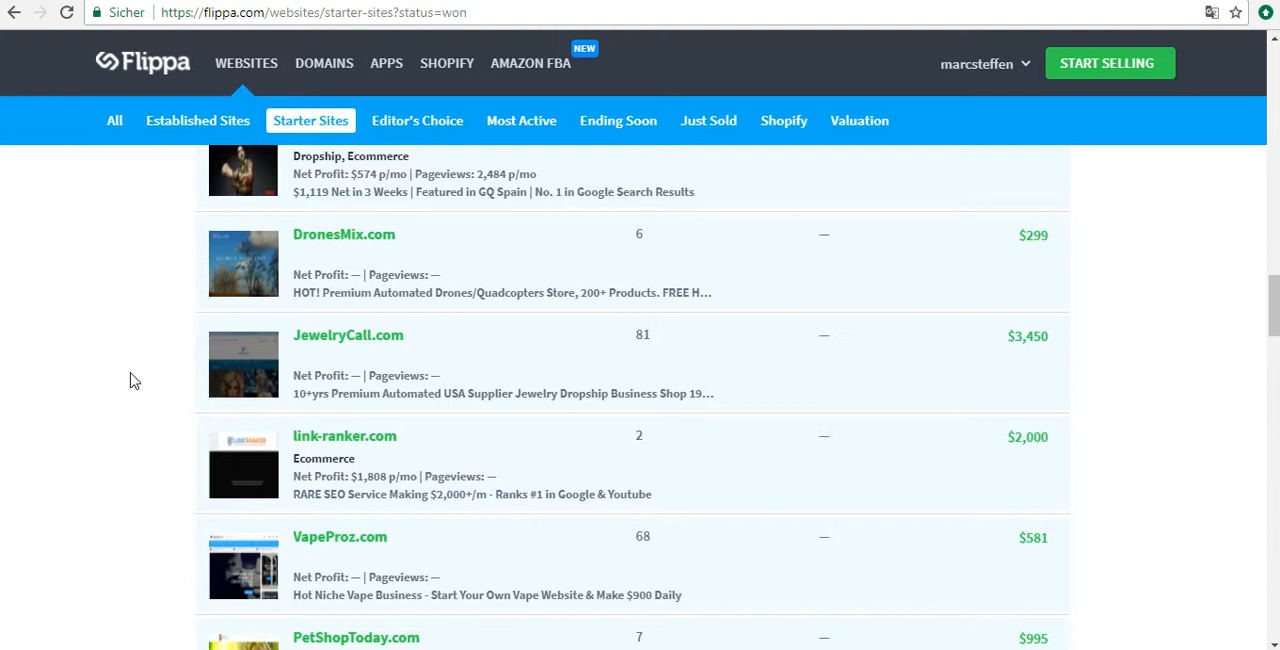 Sicher https://flippa.com/websites/starter-sites?status=won
Flippa WEBSITES DOMAINS APPS SHOPIFY AMAZON FBA NEW marcsteffen START SELLING
All Established Sites Starter Sites Editor's Choice Most Active Ending Soon Just Sold Shopify Valuation
Dropship, Ecommerce
Net Profit: $574 p/mo | Pageviews: 2,484 p/mo
$1,119 Net in 3 Weeks | Featured in GQ Spain | No. 1 in Google Search Results
DronesMix.com 6 — $299
Net Profit: — | Pageviews: —
HOT! Premium Automated Drones/Quadcopters Store, 200+ Products. FREE H...
JewelryCall.com 81 — $3,450
Net Profit: — | Pageviews: —
10+yrs Premium Automated USA Supplier Jewelry Dropship Business Shop 19...
link-ranker.com 2 — $2,000
Ecommerce
Net Profit: $1,808 p/mo | Pageviews: —
RARE SEO Service Making $2,000+/m - Ranks #1 in Google & Youtube
LINKRANKER
VapeProz.com 68 — $581
Net Profit: — | Pageviews: —
Hot Niche Vape Business - Start Your Own Vape Website & Make $900 Daily
PetShopToday.com 7 — $995